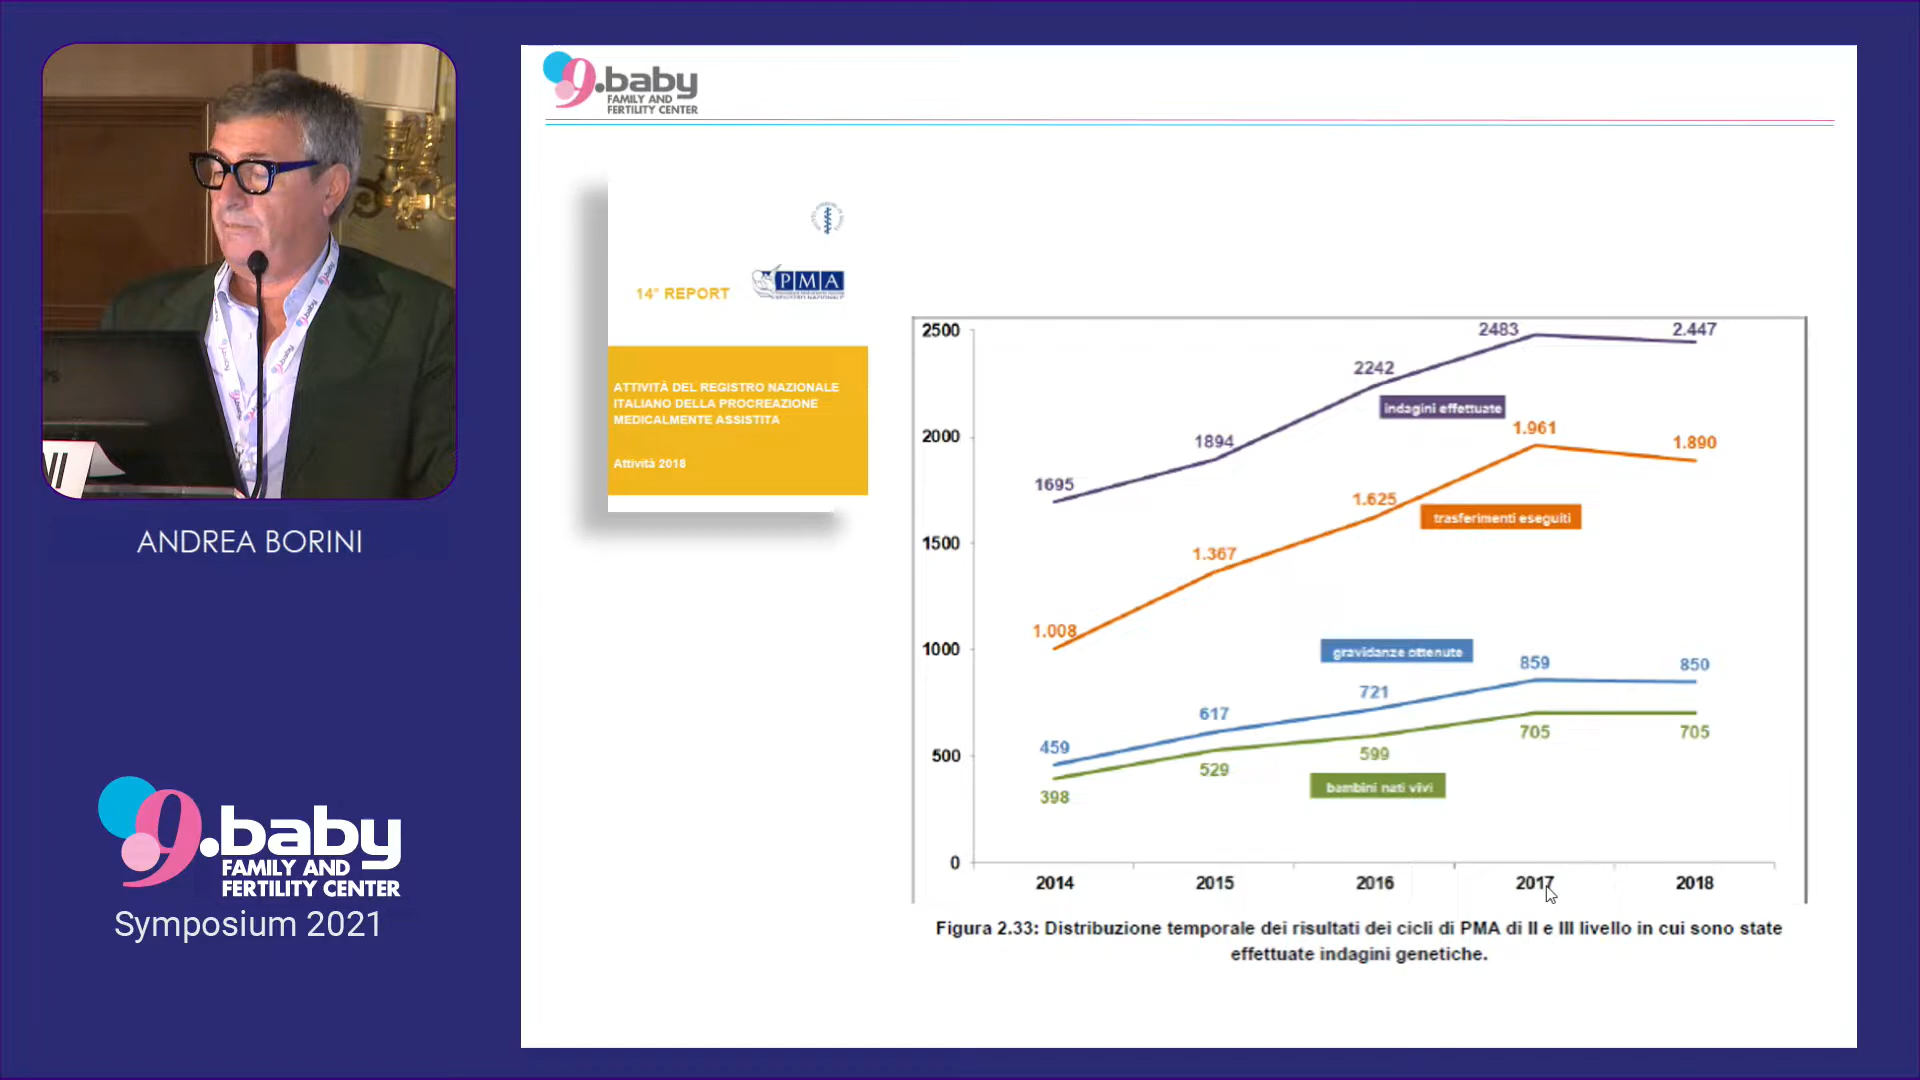 ANDREA BORINI
9.baby
FAMILY AND
FERTILITY CENTER
Symposium 2021
9.baby
FAMILY AND
FERTILITY CENTER
14° REPORT
PMA
ATTIVITÀ DEL REGISTRO NAZIONALE
ITALIANO DELLA PROCREAZIONE
MEDICALMENTE ASSISTITA
Attività 2018
2500
2000
1500
1000
500
0
1695
1894
2242
2483
2.447
indagini effettuate
1.008
1.367
1.625
1.961
1.890
trasferimenti eseguiti
459
617
721
859
850
gravidanze ottenute
398
529
599
705
705
bambini nati vivi
2014
2015
2016
2017
2018
Figura 2.33: Distribuzione temporale dei risultati dei cicli di PMA di II e III livello in cui sono state
effettuate indagini genetiche.